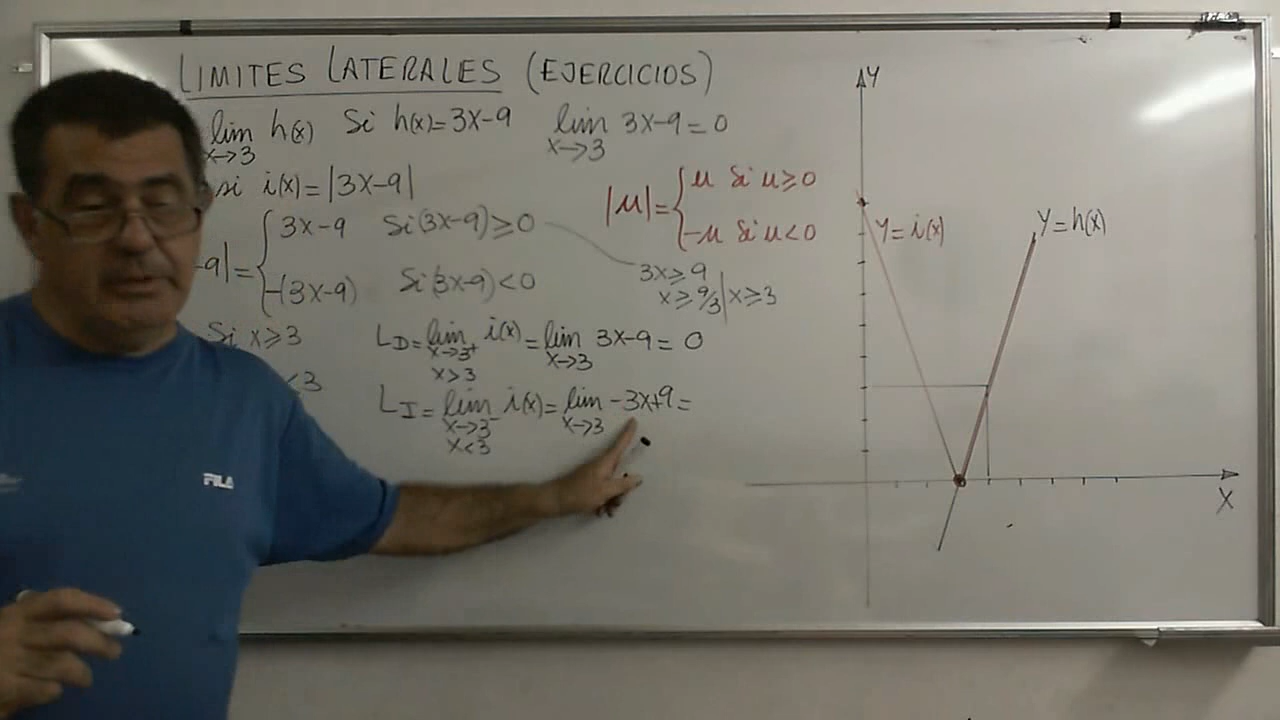 LIMITES LATERALES (EJERCICIOS)
lim h(x) Si h(x)=3x-9 lim 3x-9=0
x→3 x→3
si i(x)=|3x-9|
|μ|={ μ si μ≥0
-μ si μ<0
-9|={ 3x-9 Si(3x-9)≥0
-(3x-9) Si(3x-9)<0
3x≥9
x≥9/3 | x≥3
Si x≥3
<3
LD=lim i(x)=lim 3x-9=0
x→3⁺ x→3
x>3
LI=lim i(x)=lim -3x+9=
x→3⁻ x→3
x<3
Y
Y=i(x)
Y=h(x)
X
FILA